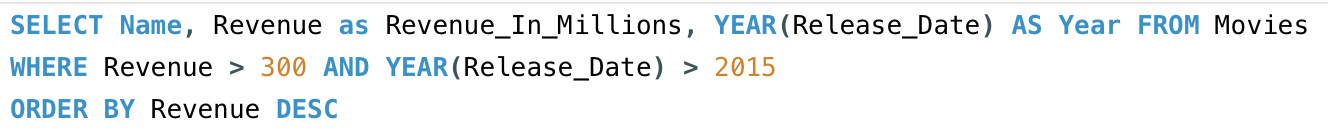 SELECT Name, Revenue as Revenue_In_Millions, YEAR(Release_Date) AS Year FROM Movies
WHERE Revenue > 300 AND YEAR(Release_Date) > 2015
ORDER BY Revenue DESC